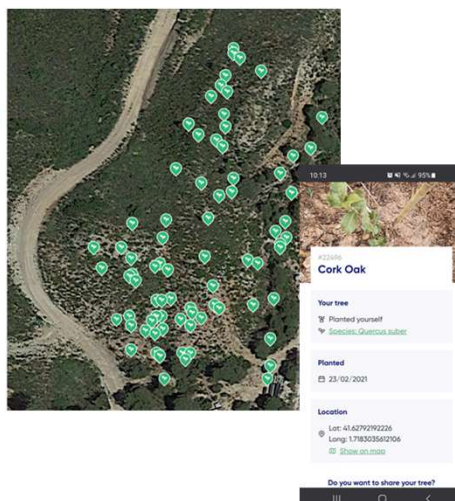 10:13
95%
#22486
Cork Oak
Your tree
Planted yourself
Species: Quercus suber
Planted
23/02/2021
Location
Lat: 41.62792192226
Long: 1.7183035612106
Show on map
Do you want to share your tree?